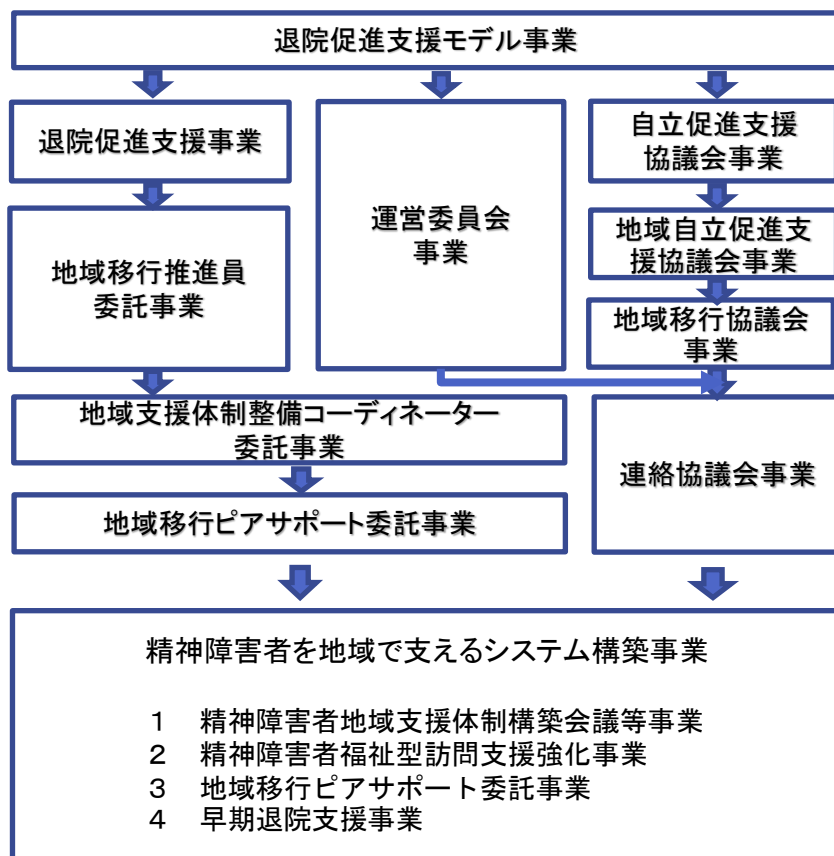 退院促進支援モデル事業
退院促進支援事業
地域移行推進員
委託事業
運営委員会
事業
自立促進支援
協議会事業
地域自立促進支
援協議会事業
地域移行協議会
事業
地域支援体制整備コーディネーター
委託事業
地域移行ピアサポート委託事業
連絡協議会事業
精神障害者を地域で支えるシステム構築事業
１　精神障害者地域支援体制構築会議等事業
２　精神障害者福祉型訪問支援強化事業
３　地域移行ピアサポート委託事業
４　早期退院支援事業